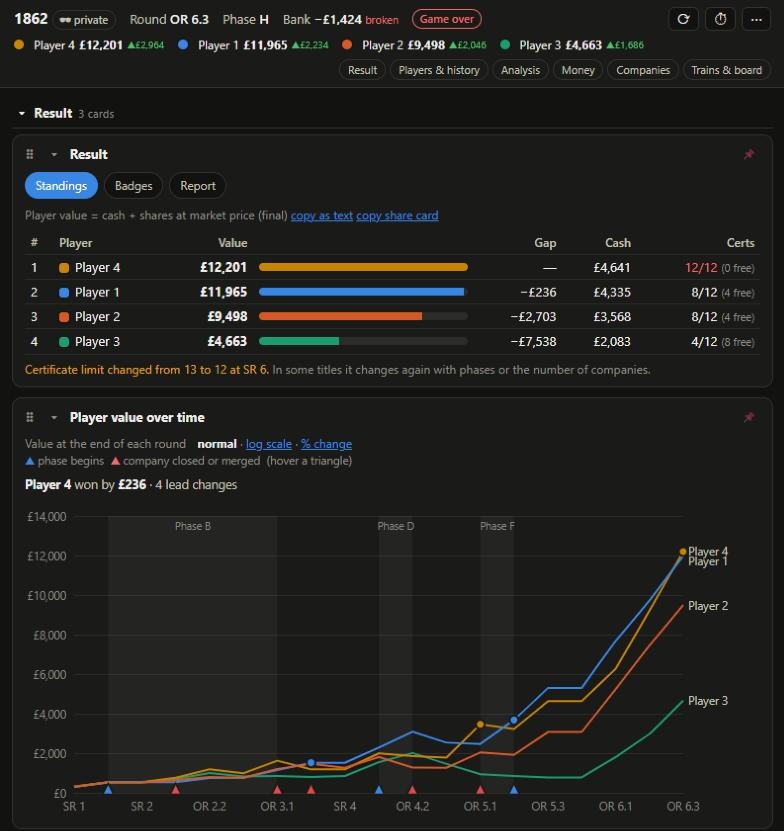 1862 🕶 private Round OR 6.3 Phase H Bank −£1,424 broken Game over
Player 4 £12,201 ▲£2,964 Player 1 £11,965 ▲£2,234 Player 2 £9,498 ▲£2,046 Player 3 £4,663 ▲£1,686
Result Players & history Analysis Money Companies Trains & board
Result 3 cards
Result
Standings Badges Report
Player value = cash + shares at market price (final) copy as text copy share card
# Player Value Gap Cash Certs
1 Player 4 £12,201 — £4,641 12/12 (0 free)
2 Player 1 £11,965 −£236 £4,335 8/12 (4 free)
3 Player 2 £9,498 −£2,703 £3,568 8/12 (4 free)
4 Player 3 £4,663 −£7,538 £2,083 4/12 (8 free)
Certificate limit changed from 13 to 12 at SR 6. In some titles it changes again with phases or the number of companies.
Player value over time
Value at the end of each round normal · log scale · % change
▲ phase begins ▲ company closed or merged (hover a triangle)
Player 4 won by £236 · 4 lead changes
£14,000
Phase B Phase D Phase F
£12,000
Player 4
Player 1
£10,000
Player 2
£8,000
£6,000
Player 3
£4,000
£2,000
£0
SR 1 SR 2 OR 2.2 OR 3.1 SR 4 OR 4.2 OR 5.1 OR 5.3 OR 6.1 OR 6.3